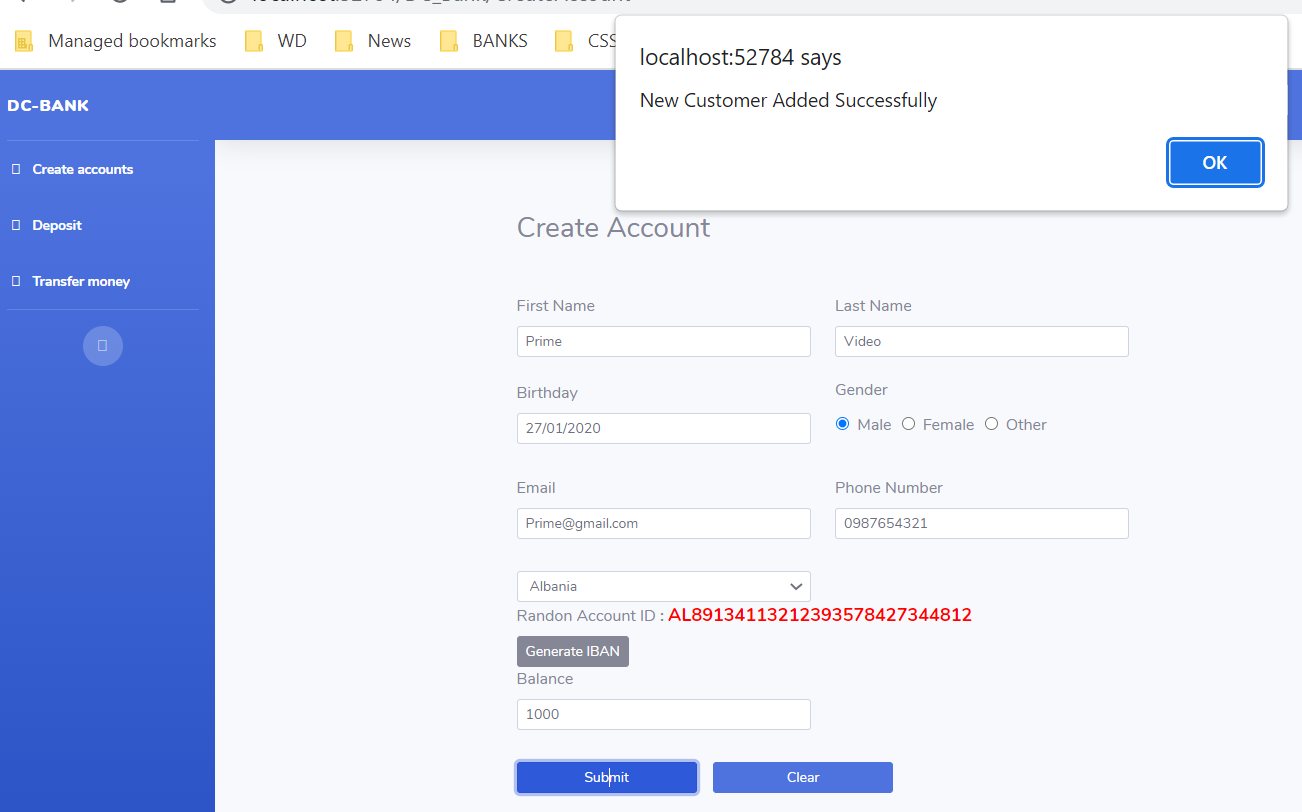 Managed bookmarks WD News BANKS CSS
localhost:52784 says
New Customer Added Successfully
OK
DC-BANK
Create accounts
Deposit
Transfer money
Create Account
First Name Last Name
Prime Video
Birthday Gender
27/01/2020 Male Female Other
Email Phone Number
Prime@gmail.com 0987654321
Albania
Randon Account ID : AL89134113212393578427344812
Generate IBAN
Balance
1000
Submit Clear